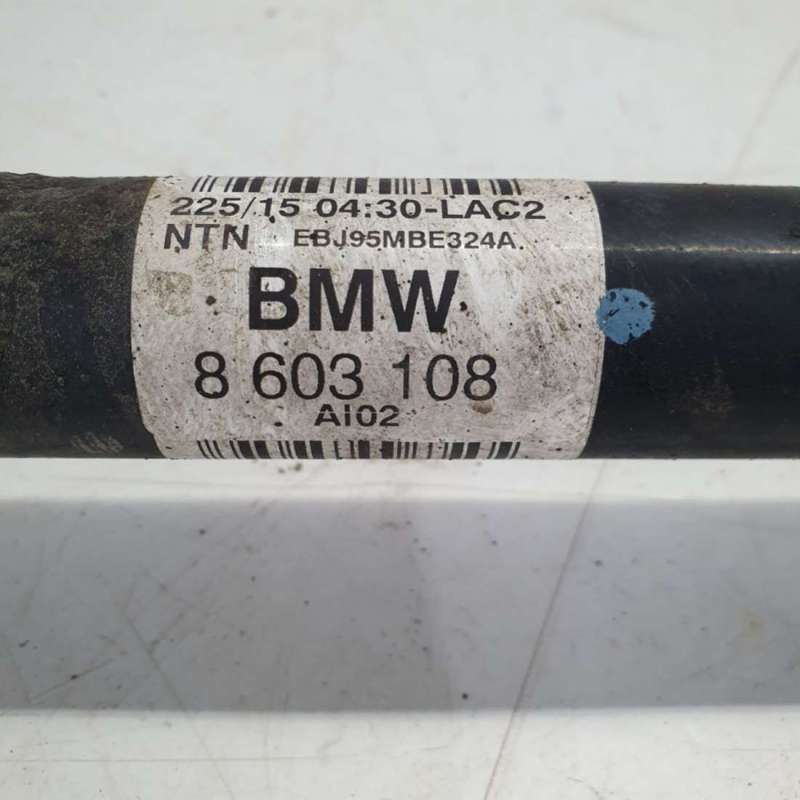 225/15 04:30-LAC2
NTN EBJ95MBE324A
BMW
8 603 108
AI02